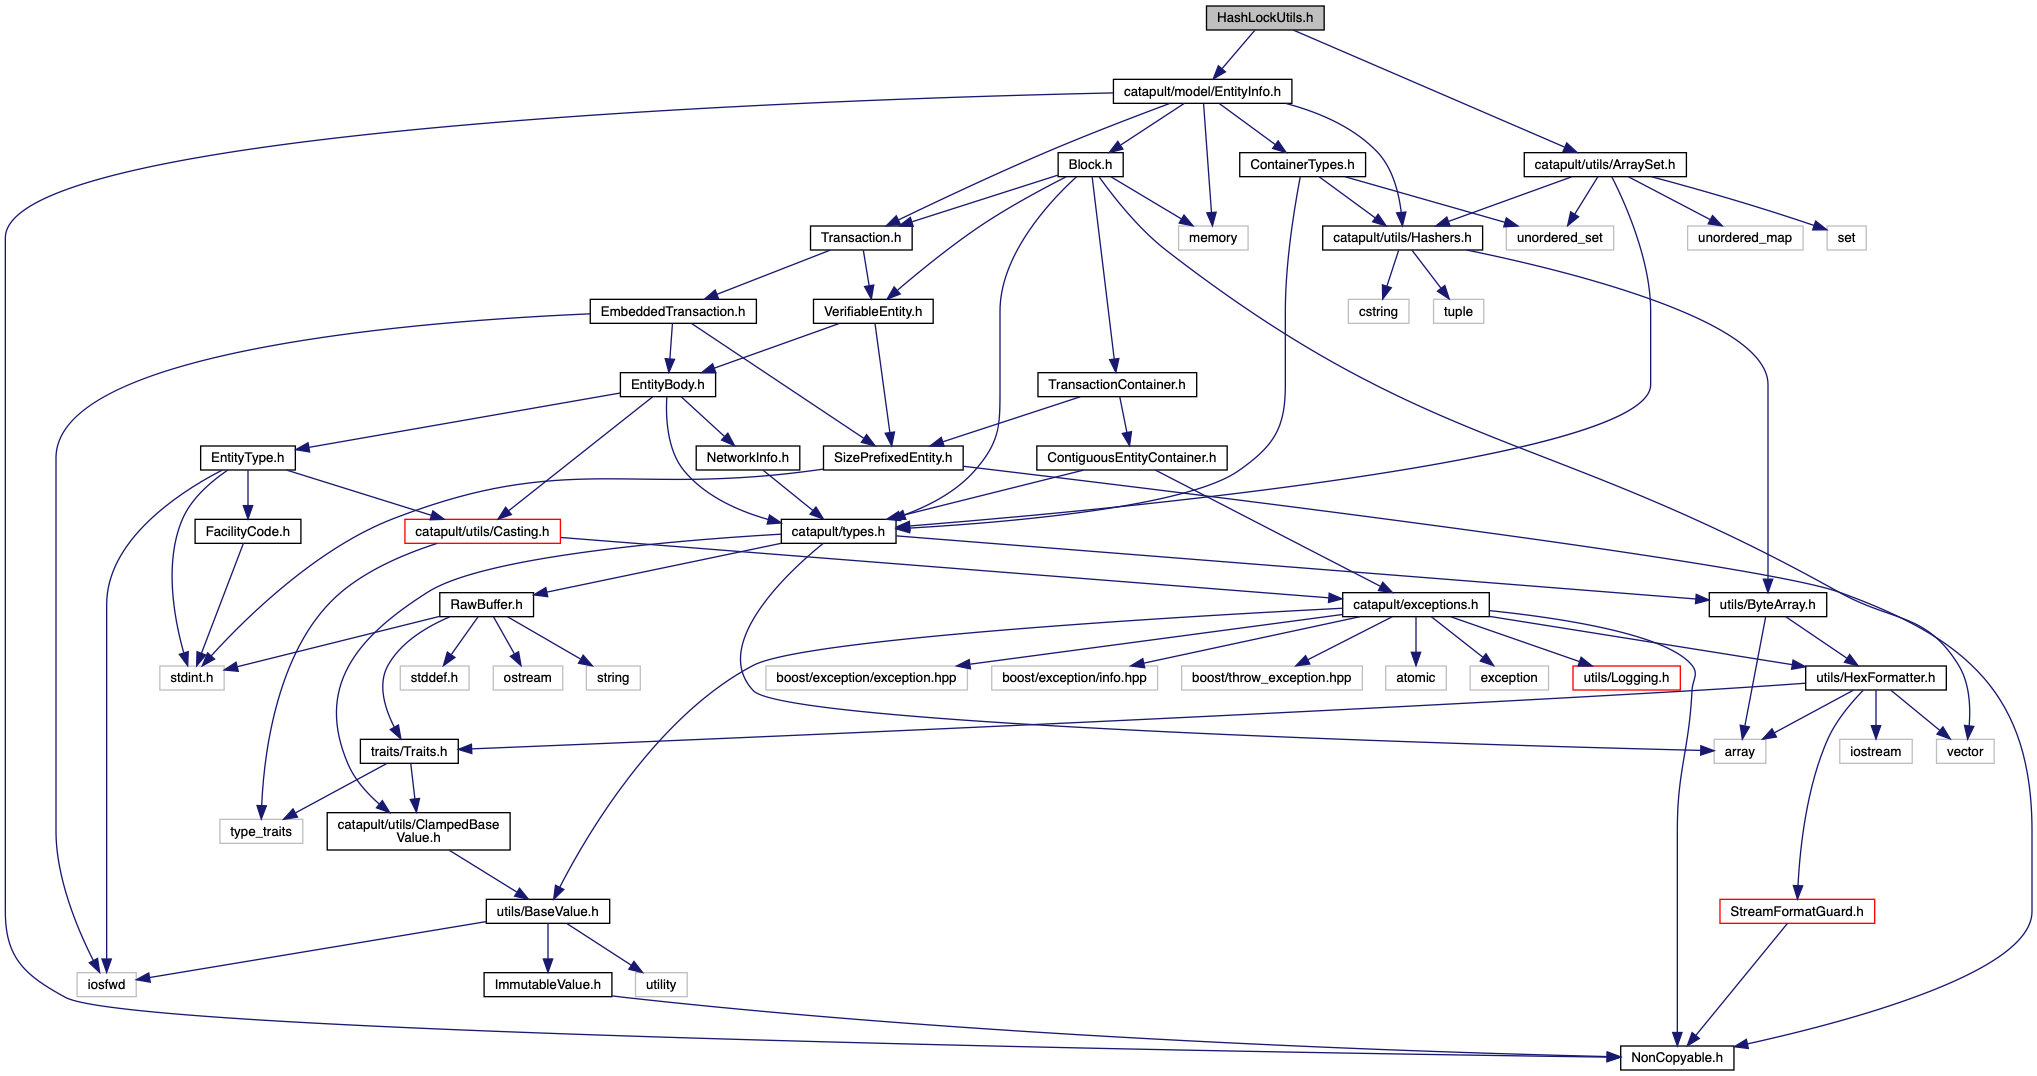 HashLockUtils.h
catapult/model/EntityInfo.h
Block.h
ContainerTypes.h
catapult/utils/ArraySet.h
Transaction.h
memory
catapult/utils/Hashers.h
unordered_set
unordered_map
set
EmbeddedTransaction.h
VerifiableEntity.h
cstring
tuple
EntityBody.h
TransactionContainer.h
EntityType.h
NetworkInfo.h
SizePrefixedEntity.h
ContiguousEntityContainer.h
FacilityCode.h
catapult/utils/Casting.h
catapult/types.h
RawBuffer.h
catapult/exceptions.h
utils/ByteArray.h
stdint.h
stddef.h
ostream
string
boost/exception/exception.hpp
boost/exception/info.hpp
boost/throw_exception.hpp
atomic
exception
utils/Logging.h
utils/HexFormatter.h
traits/Traits.h
array
iostream
vector
type_traits
catapult/utils/ClampedBase
Value.h
utils/BaseValue.h
StreamFormatGuard.h
iosfwd
ImmutableValue.h
utility
NonCopyable.h